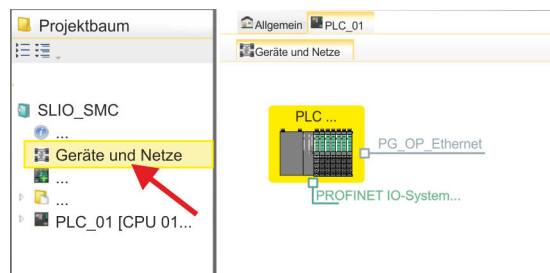 Projektbaum
SLIO_SMC
...
Geräte und Netze
...
...
PLC_01 [CPU 01...
Allgemein PLC_01
Geräte und Netze
PLC ...
PG_OP_Ethernet
PROFINET IO-System...